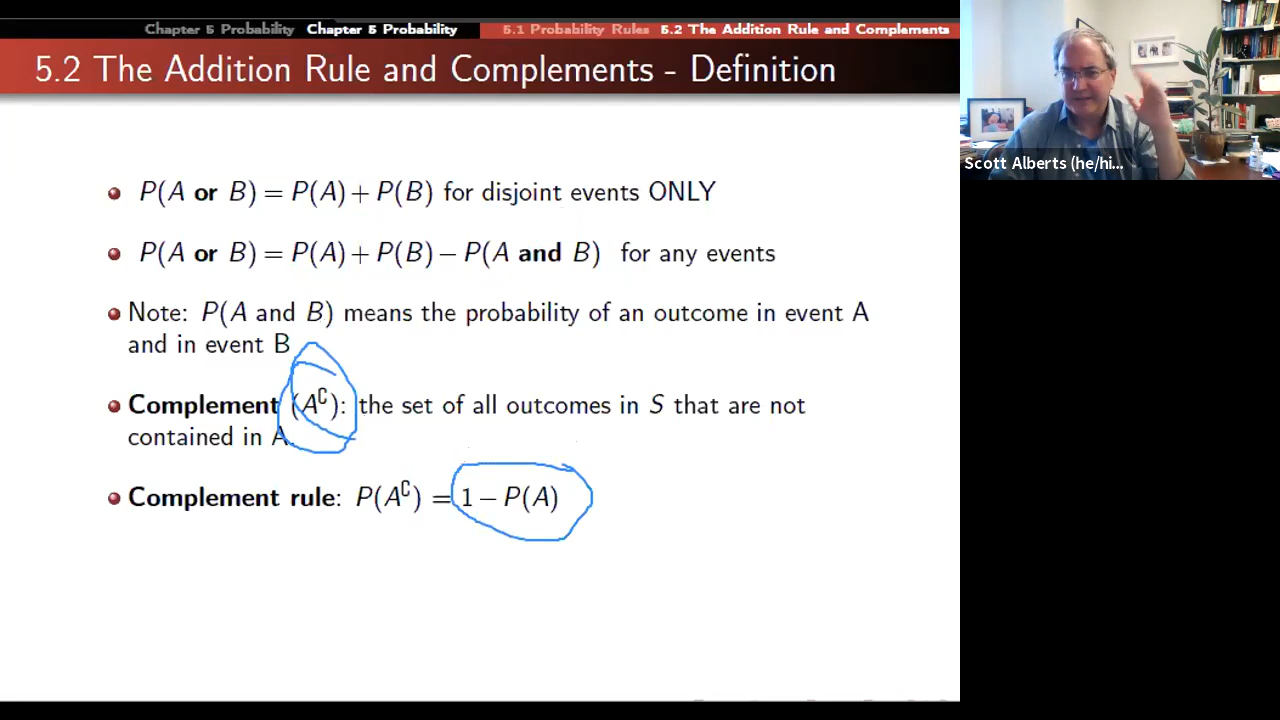 Chapter 5 Probability Chapter 5 Probability 5.1 Probability Rules 5.2 The Addition Rule and Complements
5.2 The Addition Rule and Complements - Definition
P(A or B) = P(A) + P(B) for disjoint events ONLY
P(A or B) = P(A) + P(B) − P(A and B) for any events
Note: P(A and B) means the probability of an outcome in event A
and in event B
Complement (Aᶜ): the set of all outcomes in S that are not
contained in A.
Complement rule: P(Aᶜ) = 1 − P(A)
Scott Alberts (he/hi...